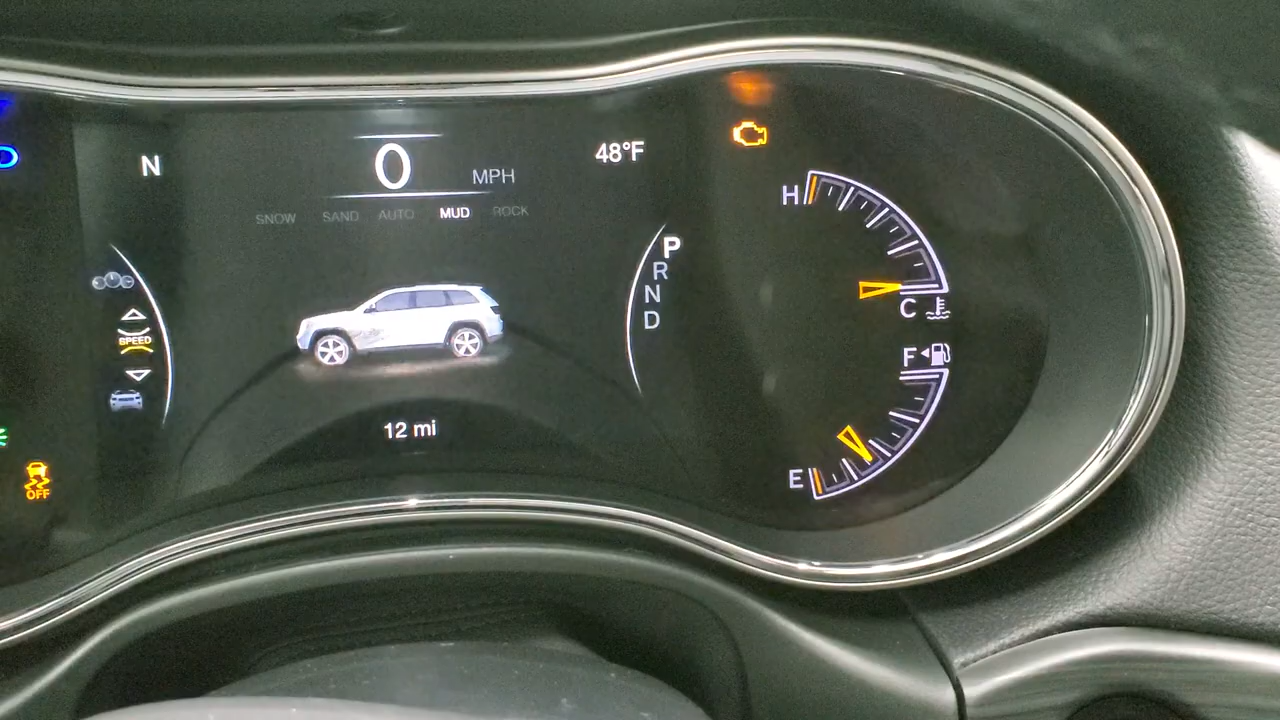 N
0
MPH
48°F
SNOW SAND AUTO MUD ROCK
P
R
N
D
SPEED
12 mi
OFF
H
C
F
E